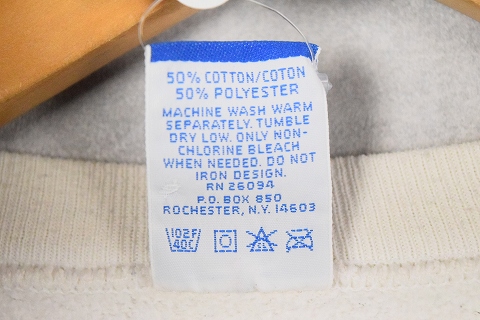 50% COTTON/COTON
50% POLYESTER
MACHINE WASH WARM
SEPARATELY. TUMBLE
DRY LOW. ONLY NON-
CHLORINE BLEACH
WHEN NEEDED. DO NOT
IRON DESIGN.
RN 26094
P.O. BOX 850
ROCHESTER, N.Y. 14603
102F
40C